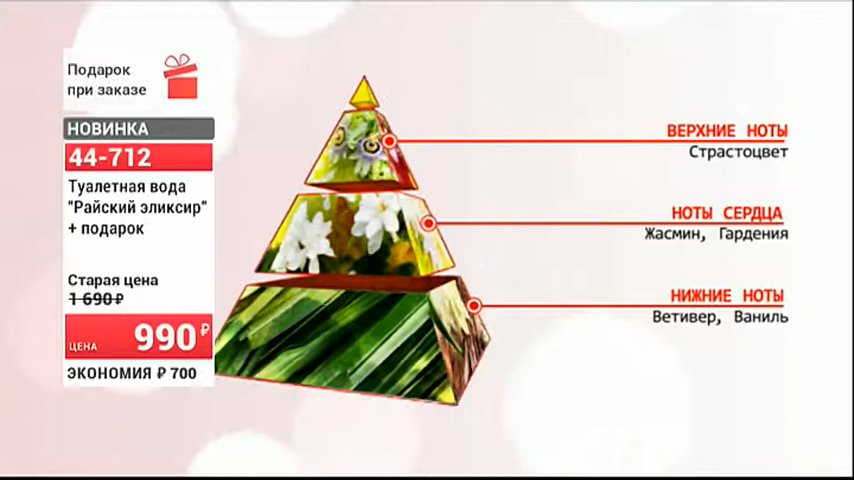 Подарок
при заказе
НОВИНКА
44-712
Туалетная вода
"Райский эликсир"
+ подарок
Старая цена
1 690 ₽
ЦЕНА 990 ₽
ЭКОНОМИЯ ₽ 700
ВЕРХНИЕ НОТЫ
Страстоцвет
НОТЫ СЕРДЦА
Жасмин, Гардения
НИЖНИЕ НОТЫ
Ветивер, Ваниль